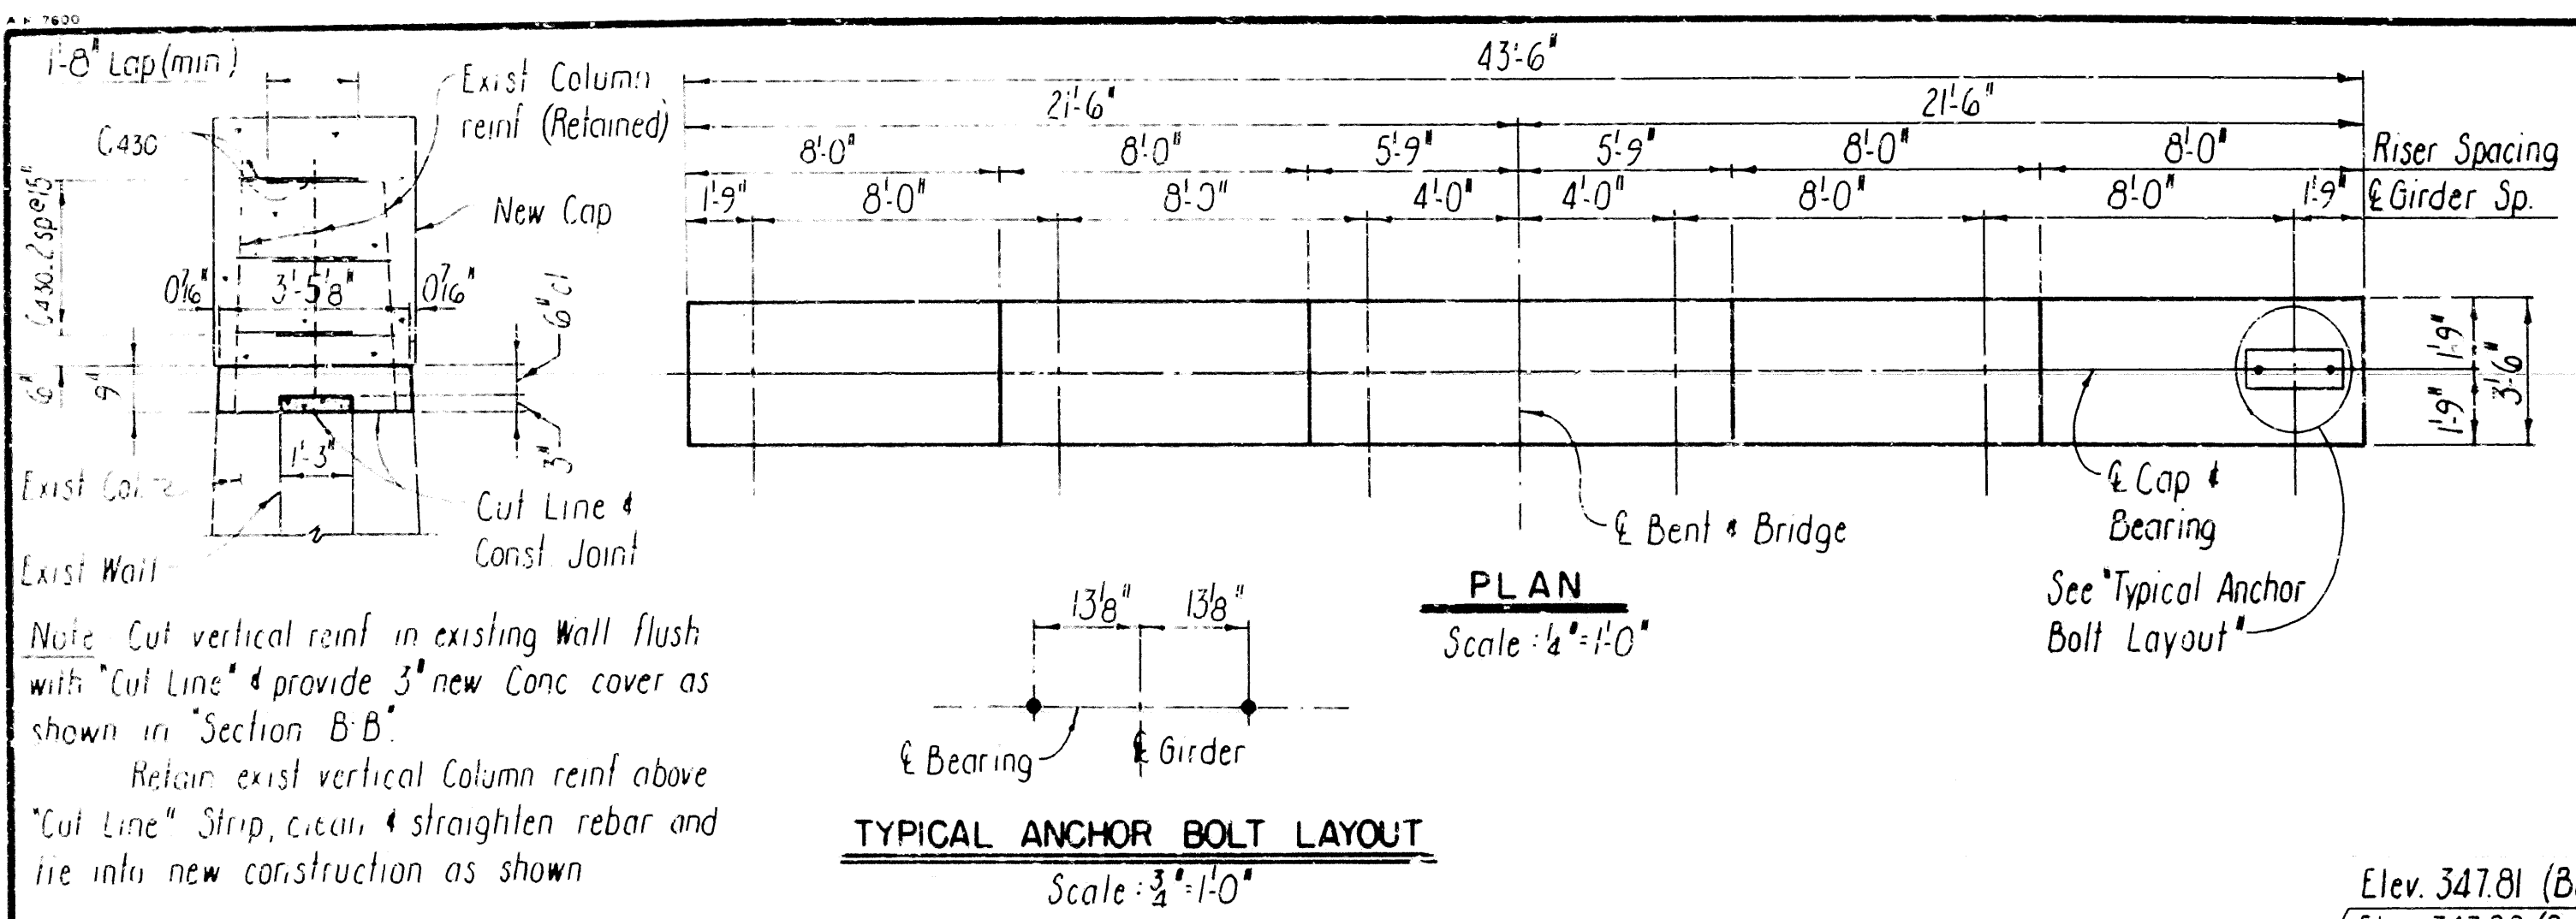 1'-8" Lap (min)
Exist Column
reinf (Retained)
C430
New Cap
C430 2 sp @ 15"
0 7/16"
3'-5 1/8"
0 7/16"
6" cl
6"
9"
3"
1'-3"
Exist Wall
Cut Line &
Const. Joint
Note Cut vertical reinf in existing Wall flush
with "Cut Line" & provide 3" new Conc cover as
shown in "Section B-B".
Retain exist vertical Column reinf above
"Cut Line" Strip, clean & straighten rebar and
tie into new construction as shown
43'-6"
21'-6" 21'-6"
8'-0" 8'-0" 5'-9" 5'-9" 8'-0" 8'-0" Riser Spacing
1'-9" 8'-0" 8'-0" 4'-0" 4'-0" 8'-0" 8'-0" 1'-9" ℄ Girder Sp.
1'-9"
1'-9"
3'-6"
℄ Bent & Bridge
℄ Cap &
Bearing
See "Typical Anchor
Bolt Layout"
PLAN
Scale : 1/4" = 1'-0"
13 1/8" 13 1/8"
℄ Bearing
℄ Girder
TYPICAL ANCHOR BOLT LAYOUT
Scale : 3/4" = 1'-0"
Elev. 347.81